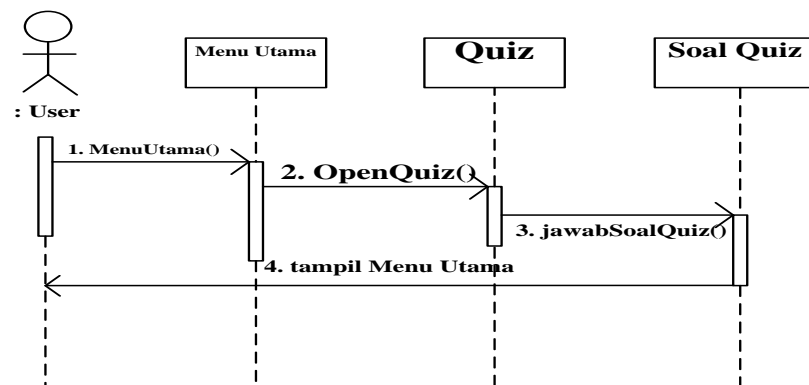 Menu Utama
Quiz
Soal Quiz
: User
1. MenuUtama()
2. OpenQuiz()
3. jawabSoalQuiz()
4. tampil Menu Utama